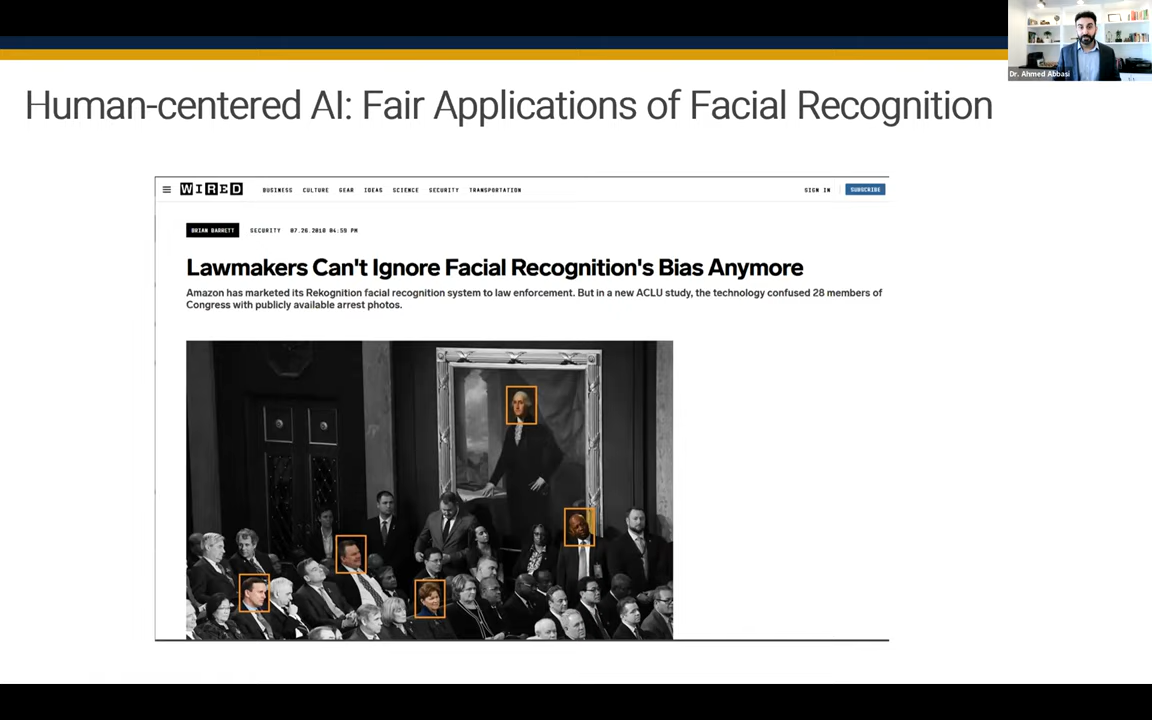 Dr. Ahmed Abbasi
Human-centered AI: Fair Applications of Facial Recognition
WIRED BUSINESS CULTURE GEAR IDEAS SCIENCE SECURITY TRANSPORTATION SIGN IN SUBSCRIBE
BRIAN BARRETT SECURITY 07.26.2018 04:59 PM
Lawmakers Can't Ignore Facial Recognition's Bias Anymore
Amazon has marketed its Rekognition facial recognition system to law enforcement. But in a new ACLU study, the technology confused 28 members of
Congress with publicly available arrest photos.